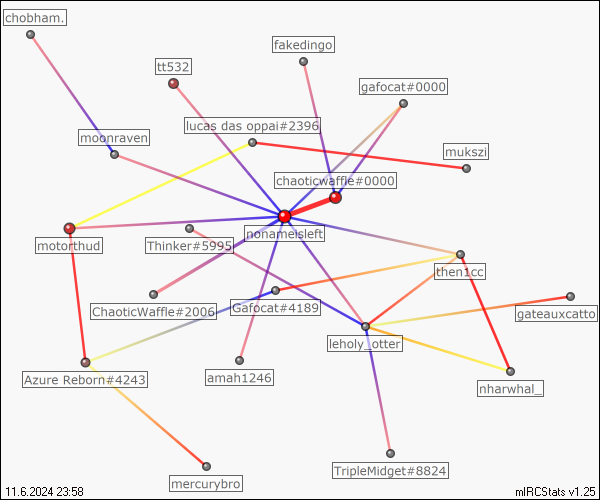 chobham.
fakedingo
tt532
gafocat#0000
lucas das oppai#2396
moonraven
mukszi
chaoticwaffle#0000
nonameisleft
motorthud
Thinker#5995
then1cc
ChaoticWaffle#2006
Gafocat#4189
gateauxcatto
leholy_otter
Azure Reborn#4243
amah1246
nharwhal_
TripleMidget#8824
mercurybro
11.6.2024 23:58
mIRCStats v1.25